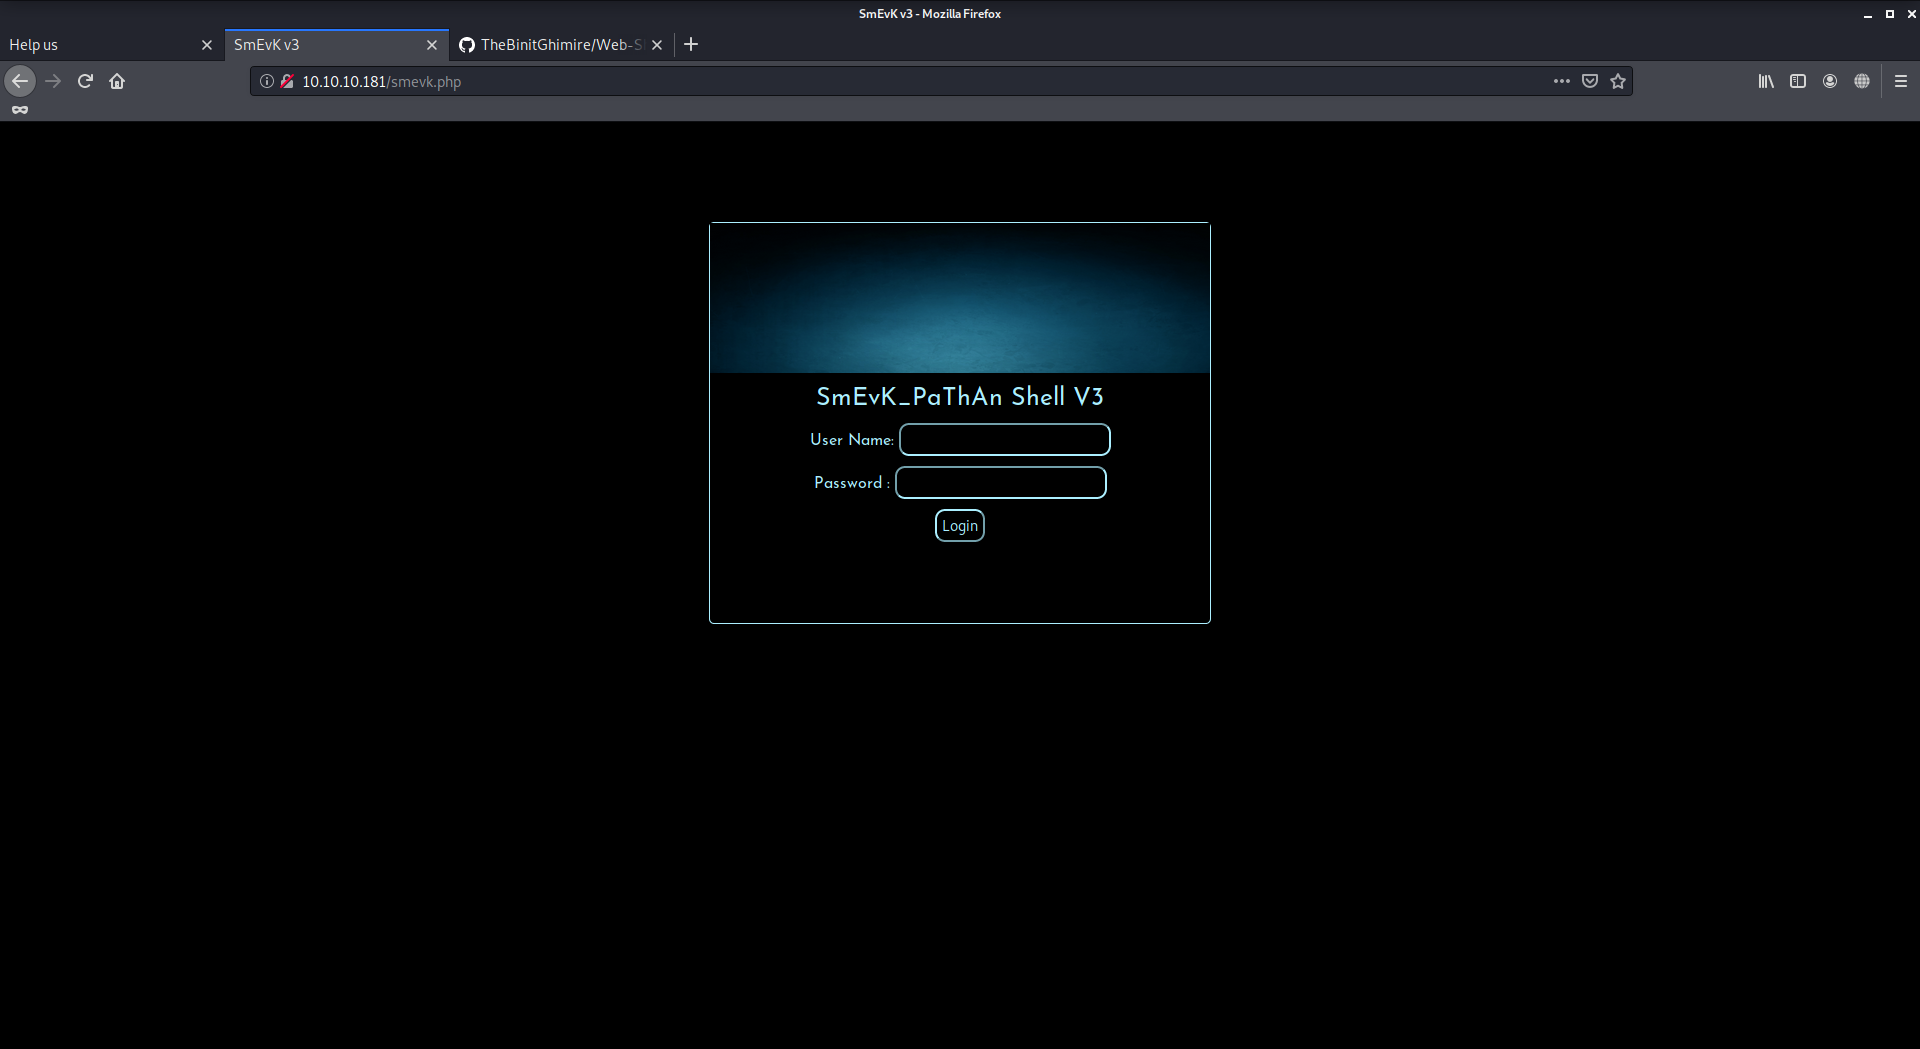 SmEvK v3 - Mozilla Firefox
Help us
SmEvK v3
TheBinitGhimire/Web-S
10.10.10.181/smevk.php
SmEvK_PaThAn Shell V3
User Name:
Password :
Login